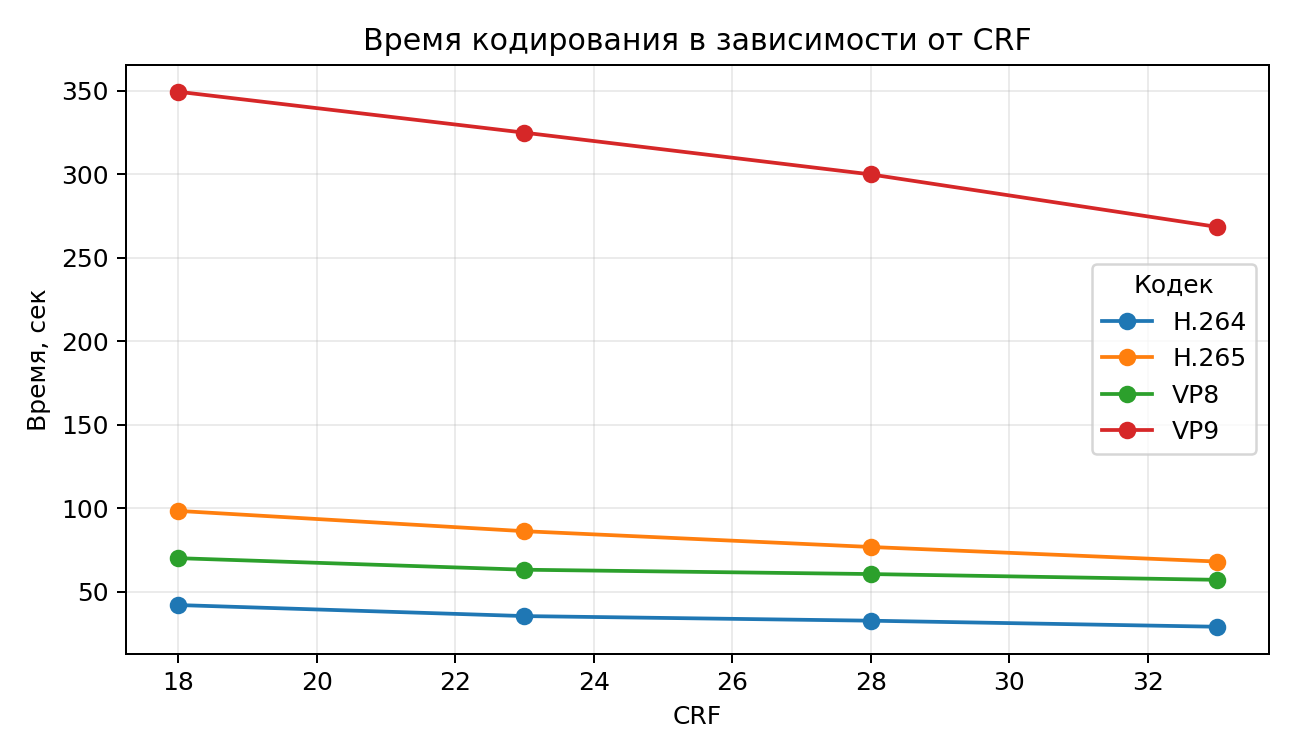 Время кодирования в зависимости от CRF
350
300
250
200
150
100
50
Время, сек
Кодек
H.264
H.265
VP8
VP9
18 20 22 24 26 28 30 32
CRF